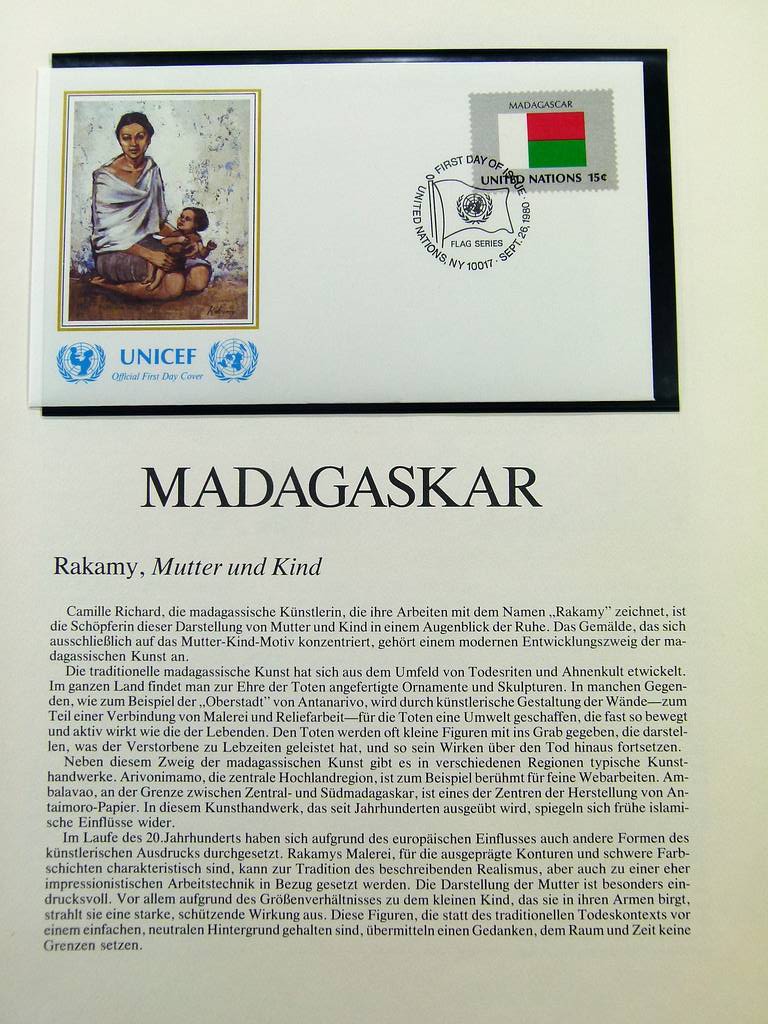 MADAGASCAR
UNITED NATIONS 15¢
FIRST DAY OF ISSUE
UNITED NATIONS, NY 10017 · SEPT. 26, 1980
FLAG SERIES
UNICEF
Official First Day Cover
MADAGASKAR
Rakamy, Mutter und Kind
Camille Richard, die madagassische Künstlerin, die ihre Arbeiten mit dem Namen „Rakamy” zeichnet, ist
die Schöpferin dieser Darstellung von Mutter und Kind in einem Augenblick der Ruhe. Das Gemälde, das sich
ausschließlich auf das Mutter-Kind-Motiv konzentriert, gehört einem modernen Entwicklungszweig der ma-
dagassischen Kunst an.
Die traditionelle madagassische Kunst hat sich aus dem Umfeld von Todesriten und Ahnenkult etwickelt.
Im ganzen Land findet man zur Ehre der Toten angefertigte Ornamente und Skulpturen. In manchen Gegen-
den, wie zum Beispiel der „Oberstadt” von Antanarivo, wird durch künstlerische Gestaltung der Wände—zum
Teil einer Verbindung von Malerei und Reliefarbeit—für die Toten eine Umwelt geschaffen, die fast so bewegt
und aktiv wirkt wie die der Lebenden. Den Toten werden oft kleine Figuren mit ins Grab gegeben, die darstel-
len, was der Verstorbene zu Lebzeiten geleistet hat, und so sein Wirken über den Tod hinaus fortsetzen.
Neben diesem Zweig der madagassischen Kunst gibt es in verschiedenen Regionen typische Kunst-
handwerke. Arivonimamo, die zentrale Hochlandregion, ist zum Beispiel berühmt für feine Webarbeiten. Am-
balavao, an der Grenze zwischen Zentral- und Südmadagaskar, ist eines der Zentren der Herstellung von An-
taimoro-Papier. In diesem Kunsthandwerk, das seit Jahrhunderten ausgeübt wird, spiegeln sich frühe islami-
sche Einflüsse wider.
Im Laufe des 20.Jahrhunderts haben sich aufgrund des europäischen Einflusses auch andere Formen des
künstlerischen Ausdrucks durchgesetzt. Rakamys Malerei, für die ausgeprägte Konturen und schwere Farb-
schichten charakteristisch sind, kann zur Tradition des beschreibenden Realismus, aber auch zu einer eher
impressionistischen Arbeitstechnik in Bezug gesetzt werden. Die Darstellung der Mutter ist besonders ein-
drucksvoll. Vor allem aufgrund des Größenverhältnisses zu dem kleinen Kind, das sie in ihren Armen birgt,
strahlt sie eine starke, schützende Wirkung aus. Diese Figuren, die statt des traditionellen Todeskontexts vor
einem einfachen, neutralen Hintergrund gehalten sind, übermitteln einen Gedanken, dem Raum und Zeit keine
Grenzen setzen.